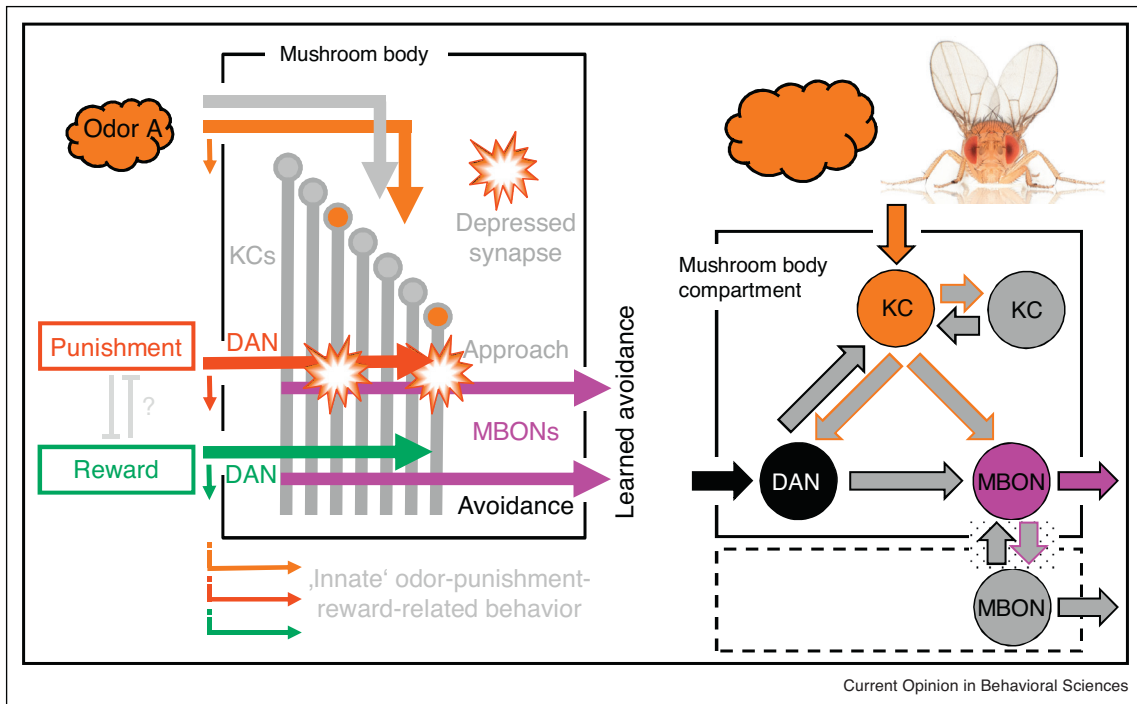 Mushroom body
Odor A
KCs
Depressed
synapse
Punishment
DAN
Approach
?
MBONs
Reward
DAN
Avoidance
Learned avoidance
‚Innate‘ odor-punishment-
reward-related behavior
Mushroom body
compartment
KC
KC
DAN
MBON
MBON
Current Opinion in Behavioral Sciences